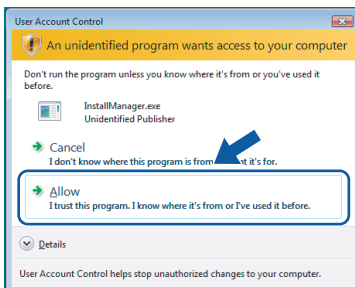 User Account Control
An unidentified program wants access to your computer
Don't run the program unless you know where it's from or you've used it
before.
InstallManager.exe
Unidentified Publisher
Cancel
I don't know where this program is from it's for.
Allow
I trust this program. I know where it's from or I've used it before.
Details
User Account Control helps stop unauthorized changes to your computer.